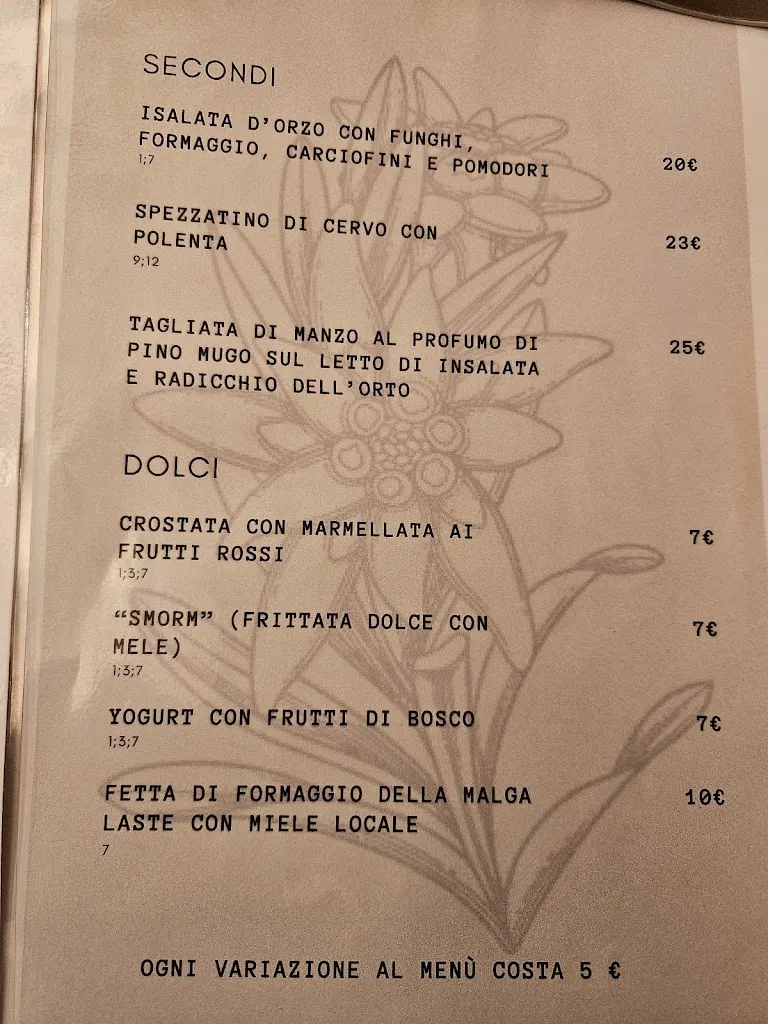 SECONDI
ISALATA D'ORZO CON FUNGHI,
FORMAGGIO, CARCIOFINI E POMODORI 20€
1;7
SPEZZATINO DI CERVO CON
POLENTA 23€
9;12
TAGLIATA DI MANZO AL PROFUMO DI
PINO MUGO SUL LETTO DI INSALATA 25€
E RADICCHIO DELL'ORTO
DOLCI
CROSTATA CON MARMELLATA AI 7€
FRUTTI ROSSI
1;3;7
“SMORM” (FRITTATA DOLCE CON 7€
MELE)
1;3;7
YOGURT CON FRUTTI DI BOSCO 7€
1;3;7
FETTA DI FORMAGGIO DELLA MALGA 10€
LASTE CON MIELE LOCALE
7
OGNI VARIAZIONE AL MENÙ COSTA 5 €